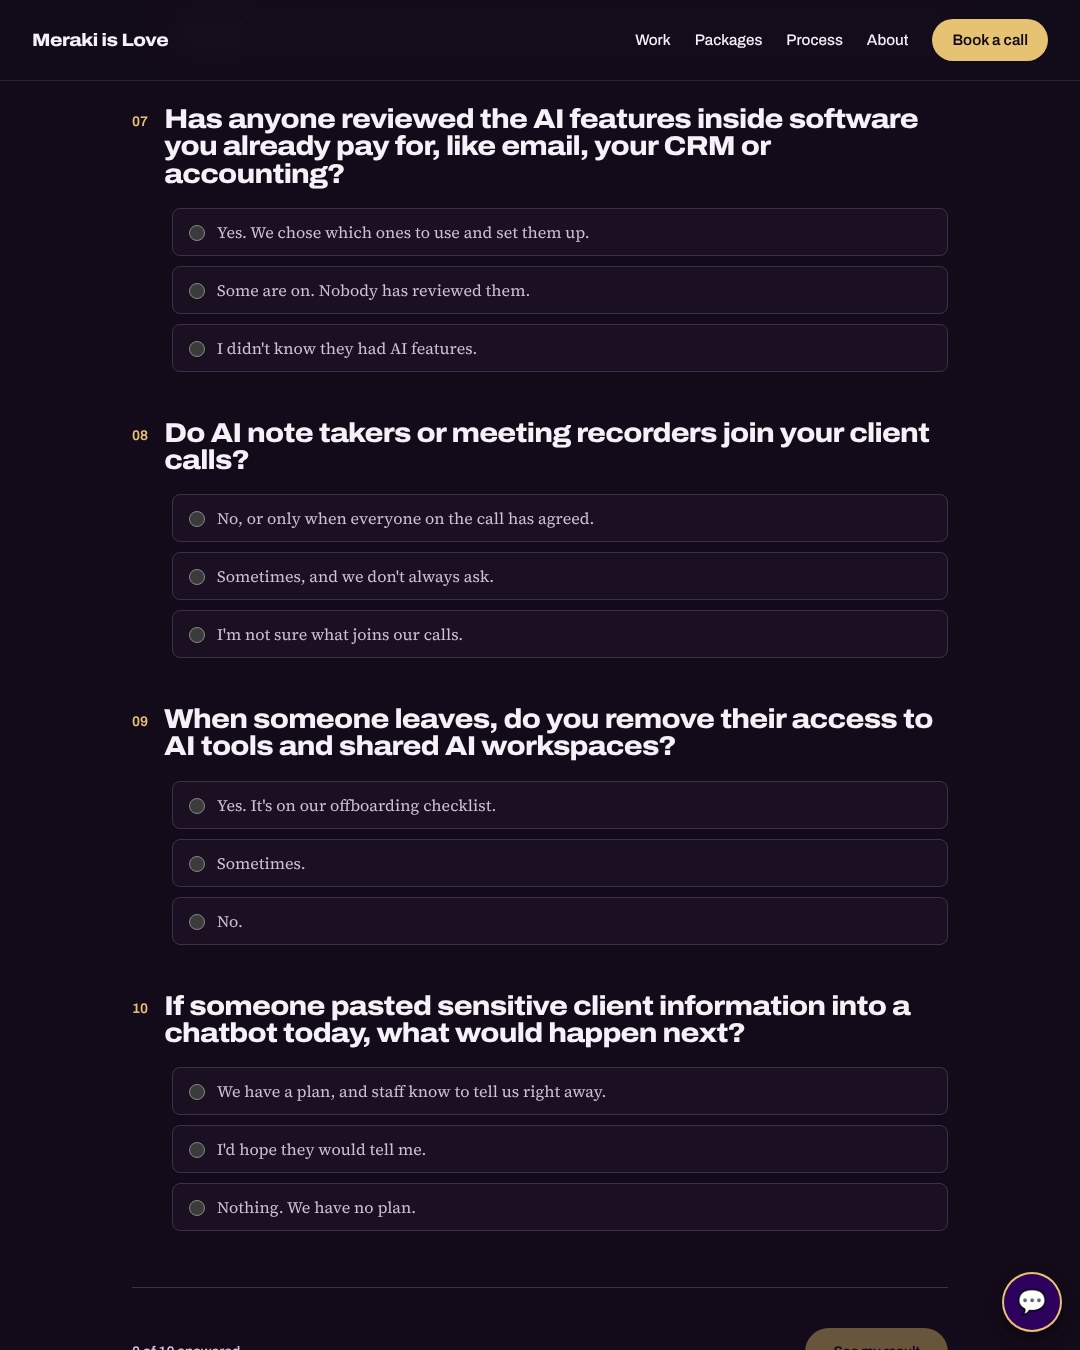 Meraki is Love
Work
Packages
Process
About
Book a call
07
Has anyone reviewed the AI features inside software
you already pay for, like email, your CRM or
accounting?
Yes. We chose which ones to use and set them up.
Some are on. Nobody has reviewed them.
I didn't know they had AI features.
08
Do AI note takers or meeting recorders join your client
calls?
No, or only when everyone on the call has agreed.
Sometimes, and we don't always ask.
I'm not sure what joins our calls.
09
When someone leaves, do you remove their access to
AI tools and shared AI workspaces?
Yes. It's on our offboarding checklist.
Sometimes.
No.
10
If someone pasted sensitive client information into a
chatbot today, what would happen next?
We have a plan, and staff know to tell us right away.
I'd hope they would tell me.
Nothing. We have no plan.
of 10 answered
See my result